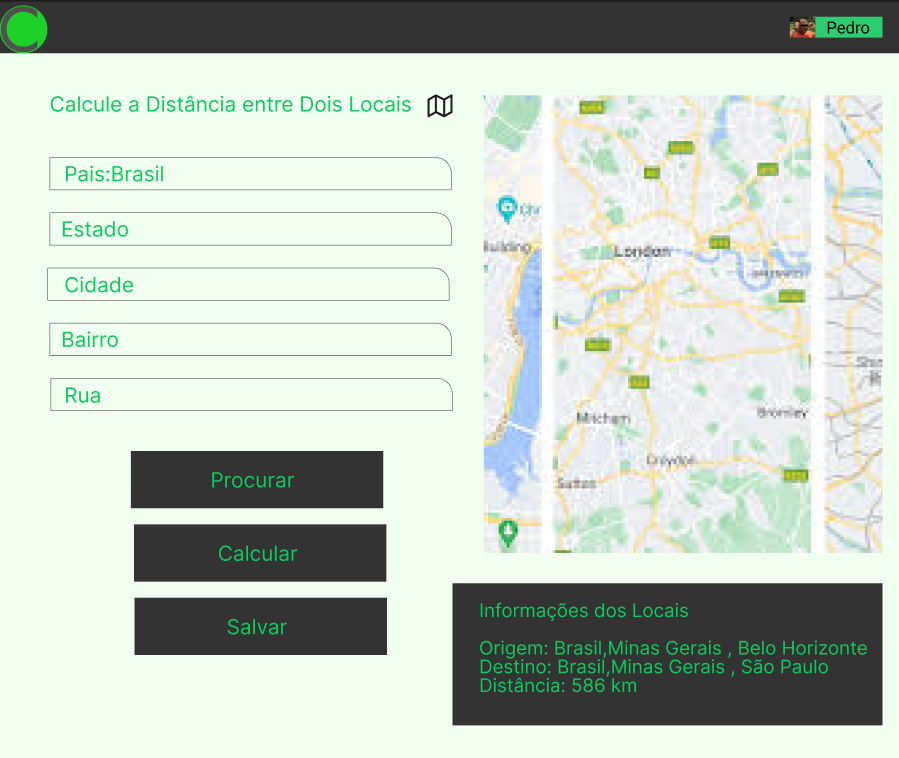 Pedro
Calcule a Distância entre Dois Locais
Pais:Brasil
Estado
Cidade
Bairro
Rua
Procurar
Calcular
Salvar
London
Mitcham
Bromley
Croydon
Sutton
Informações dos Locais
Origem: Brasil,Minas Gerais , Belo Horizonte
Destino: Brasil,Minas Gerais , São Paulo
Distância: 586 km